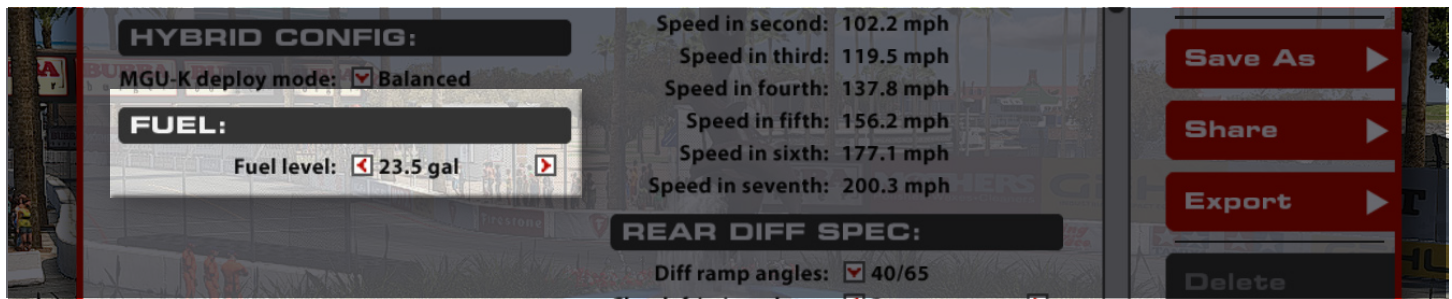 HYBRID CONFIG:
MGU-K deploy mode: Balanced
FUEL:
Fuel level: 23.5 gal
Speed in second: 102.2 mph
Speed in third: 119.5 mph
Speed in fourth: 137.8 mph
Speed in fifth: 156.2 mph
Speed in sixth: 177.1 mph
Speed in seventh: 200.3 mph
REAR DIFF SPEC:
Diff ramp angles: 40/65
Save As
Share
Export
Delete
Firestone